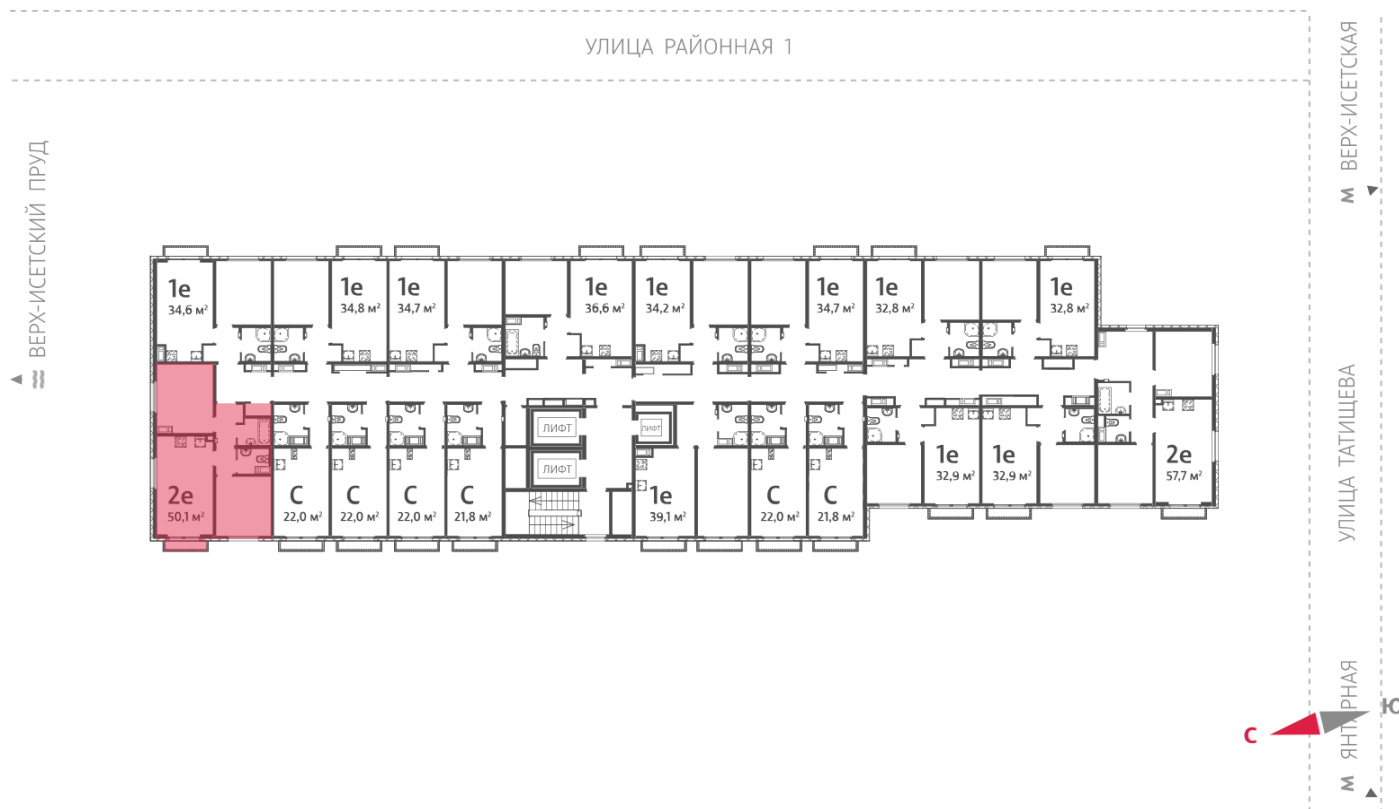 УЛИЦА РАЙОННАЯ 1
ВЕРХ-ИСЕТСКИЙ ПРУД
М ВЕРХ-ИСЕТСКАЯ
1е
34,6 м²
1е
34,8 м²
1е
34,7 м²
1е
36,6 м²
1е
34,2 м²
1е
34,7 м²
1е
32,8 м²
1е
32,8 м²
ЛИФТ
ЛИФТ
ЛИФТ
2е
50,1 м²
С
22,0 м²
С
22,0 м²
С
22,0 м²
С
21,8 м²
1е
39,1 м²
С
22,0 м²
С
21,8 м²
1е
32,9 м²
1е
32,9 м²
2е
57,7 м²
УЛИЦА ТАТИЩЕВА
М ЯНТАРНАЯ
С
Ю